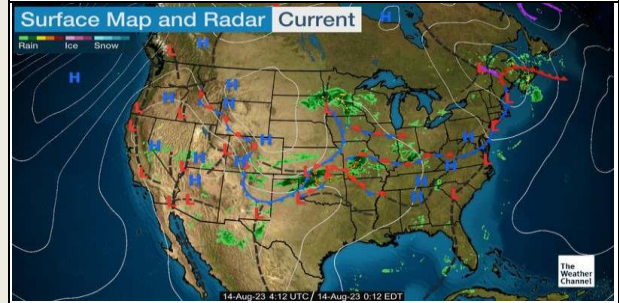 Surface Map and Radar Current
Rain Ice Snow
H
L H
H
H
H H
L
L L H
H L
L H H
L H
H L
H H
L H L
L L
H L
H L
L L
L
The
Weather
Channel
14-Aug-23 4:12 UTC / 14-Aug-23 0:12 EDT